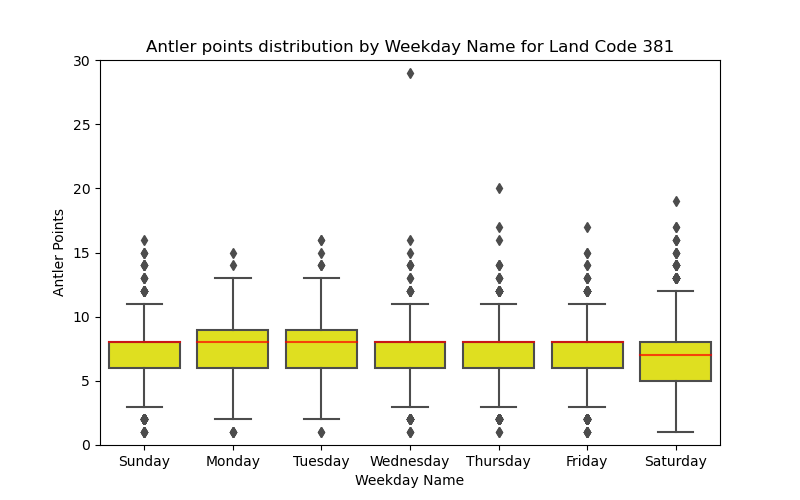 Antler points distribution by Weekday Name for Land Code 381
Antler Points
30
25
20
15
10
5
0
Sunday Monday Tuesday Wednesday Thursday Friday Saturday
Weekday Name